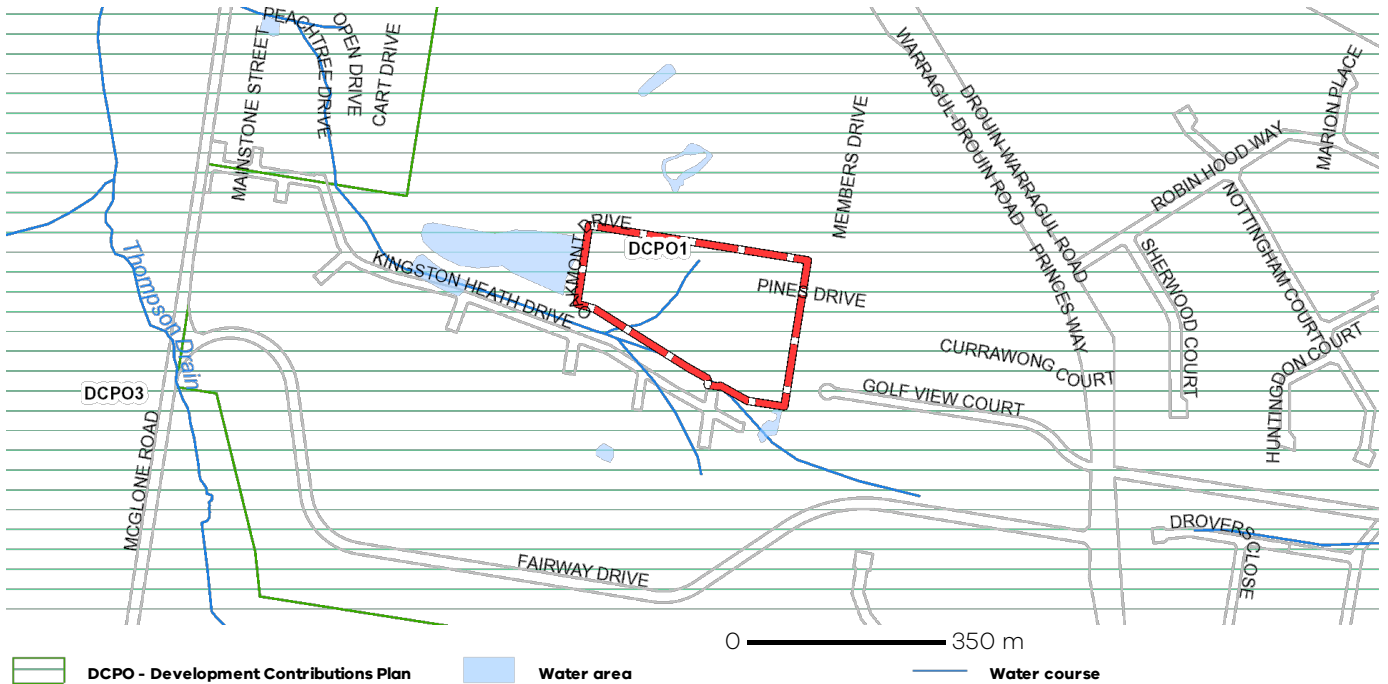 PEACHTREE DRIVE
OPEN DRIVE
CART DRIVE
MAINSTONE STREET
MEMBERS DRIVE
WARRAGUL-DROUIN ROAD
DROUIN-WARRAGUL ROAD
PRINCES WAY
ROBIN HOOD WAY
MARION PLACE
NOTTINGHAM COURT
SHERWOOD COURT
HUNTINGDON COURT
Thompson Drain
KINGSTON HEATH DRIVE
DRIVE
DCPO1
PINES DRIVE
CURRAWONG COURT
GOLF VIEW COURT
DCPO3
MCGLONE ROAD
FAIRWAY DRIVE
DROVERS CLOSE
0 350 m
DCPO - Development Contributions Plan
Water area
Water course